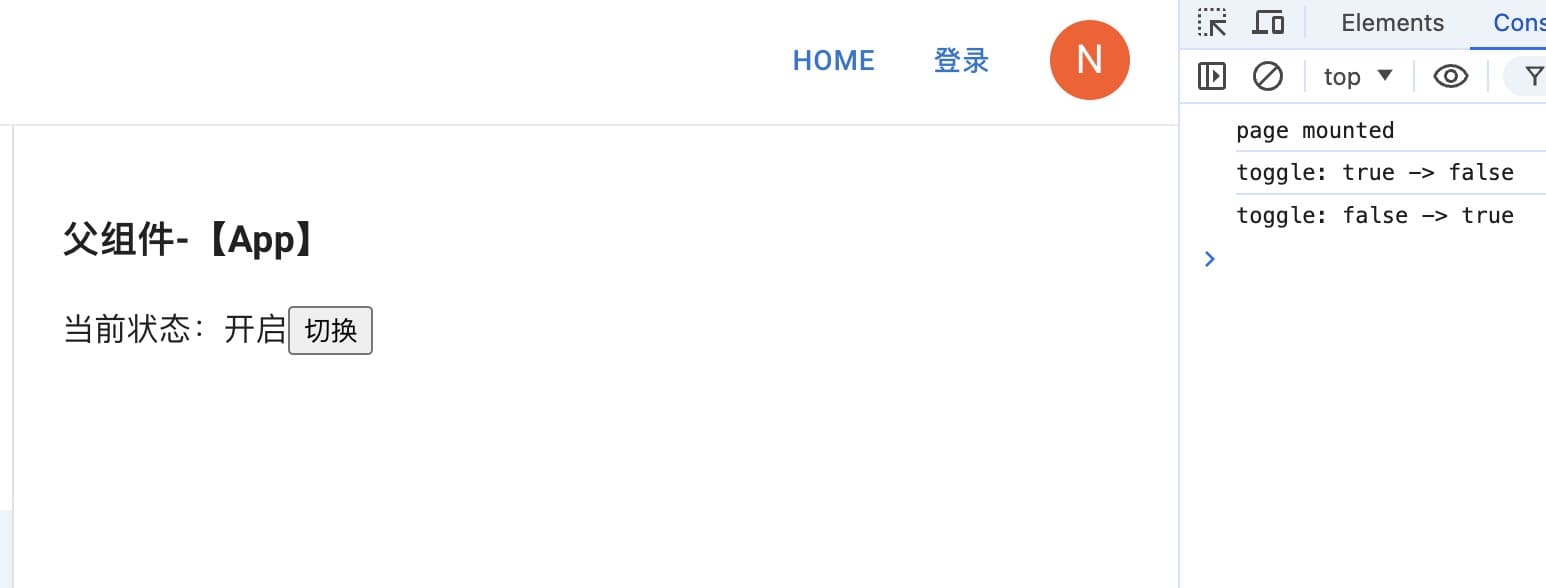 HOME 登录 N
父组件-【App】
当前状态：开启 切换
Elements
top
page mounted
toggle: true -> false
toggle: false -> true